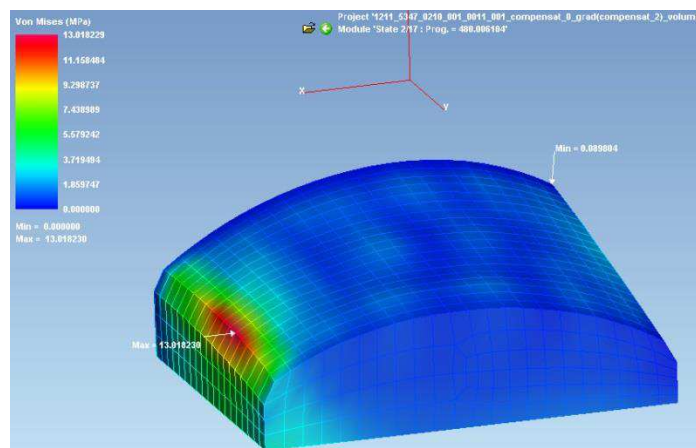 Von Mises (MPa)
13.018229
11.158484
9.298737
7.438989
5.579242
3.719494
1.859747
0.000000
Min = 0.000000
Max = 13.018230
Project '1211_5347_0210_001_0011_001_compensat_0_grad(compensat_2)_volum
Module 'State 2/17 : Prog. = 480.006104'
X
Y
Min = 0.089804
Max = 13.018230